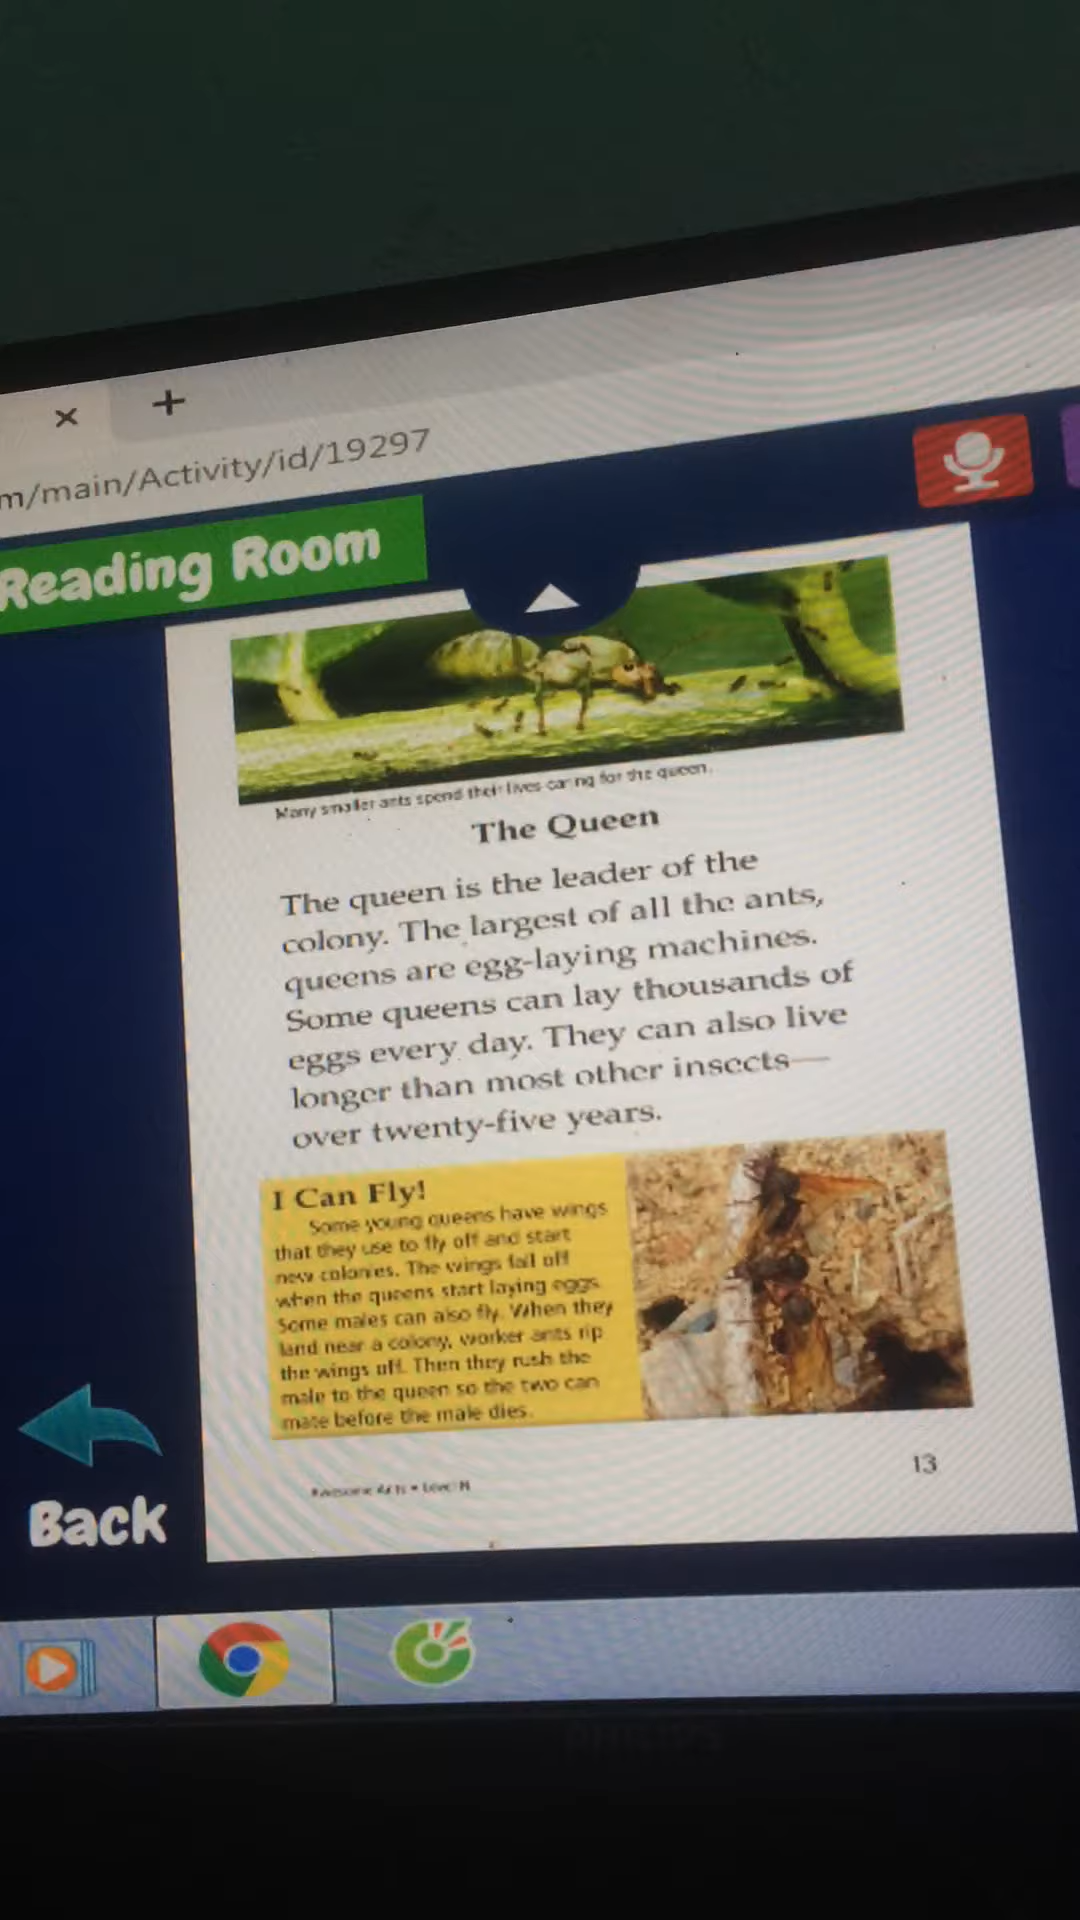 × +
m/main/Activity/id/19297
Reading Room
Many smaller ants spend their lives caring for the queen.
The Queen
The queen is the leader of the
colony. The largest of all the ants,
queens are egg-laying machines.
Some queens can lay thousands of
eggs every day. They can also live
longer than most other insects—
over twenty-five years.
I Can Fly!
Some young queens have wings
that they use to fly off and start
new colonies. The wings fall off
when the queens start laying eggs.
Some males can also fly. When they
land near a colony, worker ants rip
the wings off. Then they rush the
male to the queen so the two can
mate before the male dies.
Awesome Ants • Level N
13
Back